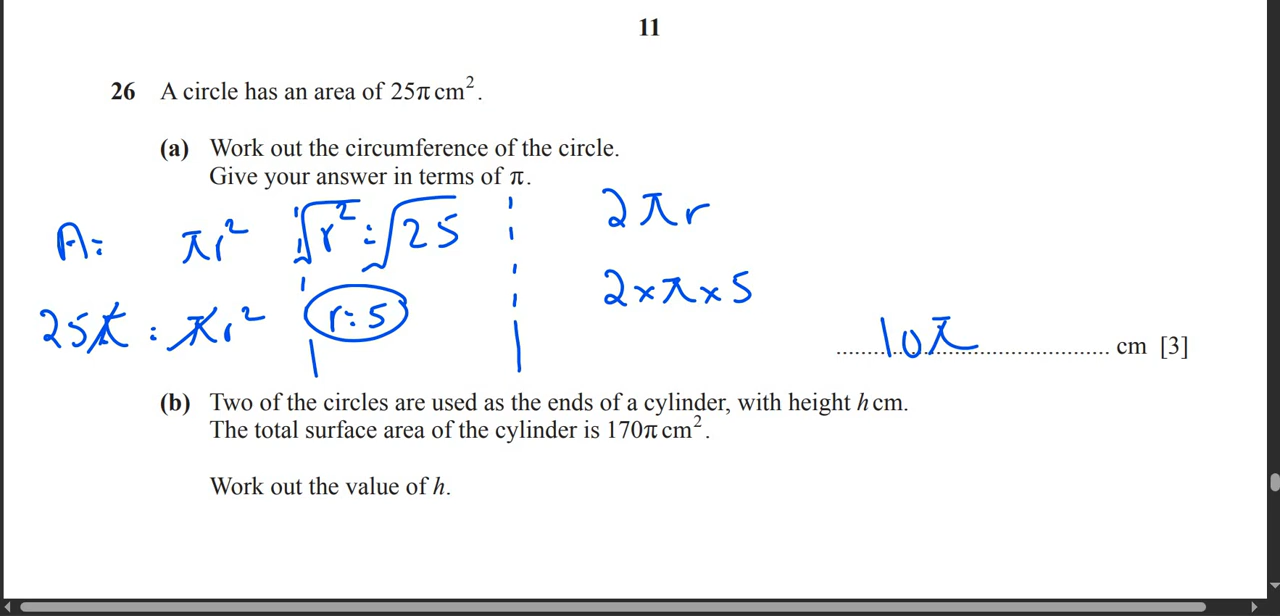 11
26 A circle has an area of 25π cm².
(a) Work out the circumference of the circle.
Give your answer in terms of π.
A: πr² √r² : √25 2πr
25π : πr² r:5 2×π×5
10π cm [3]
(b) Two of the circles are used as the ends of a cylinder, with height h cm.
The total surface area of the cylinder is 170π cm².
Work out the value of h.